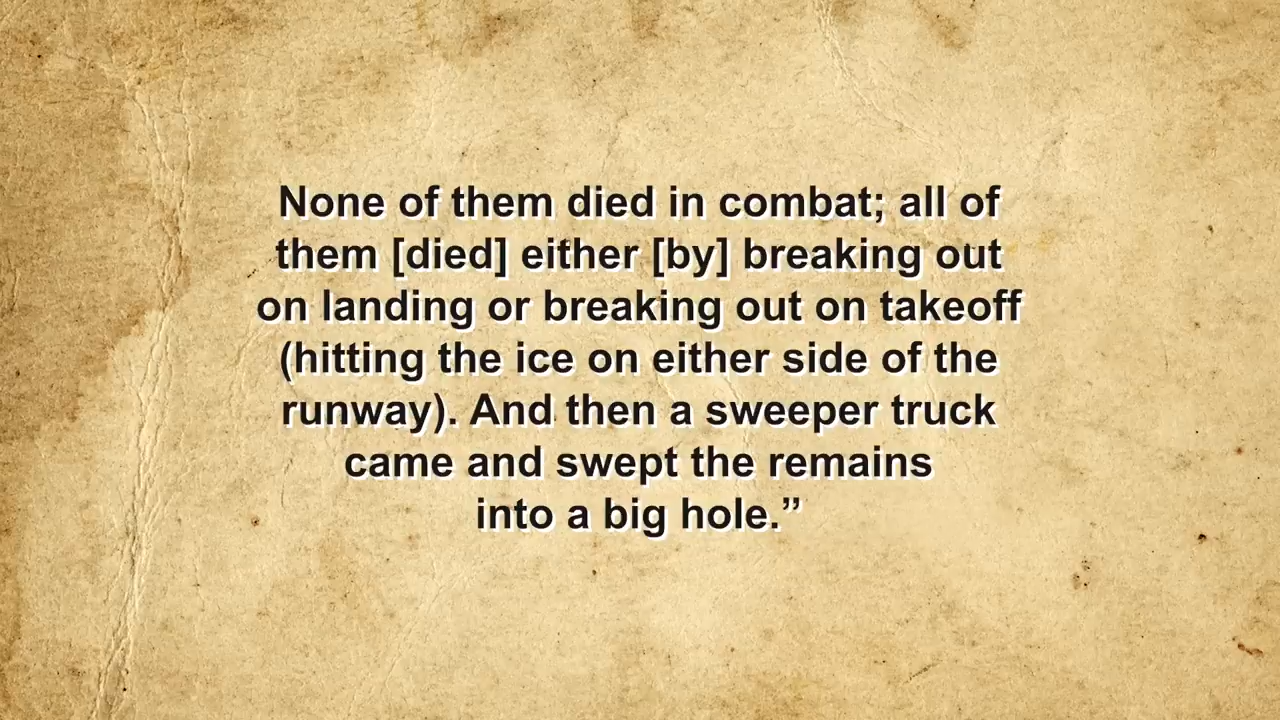 None of them died in combat; all of
them [died] either [by] breaking out
on landing or breaking out on takeoff
(hitting the ice on either side of the
runway). And then a sweeper truck
came and swept the remains
into a big hole.”